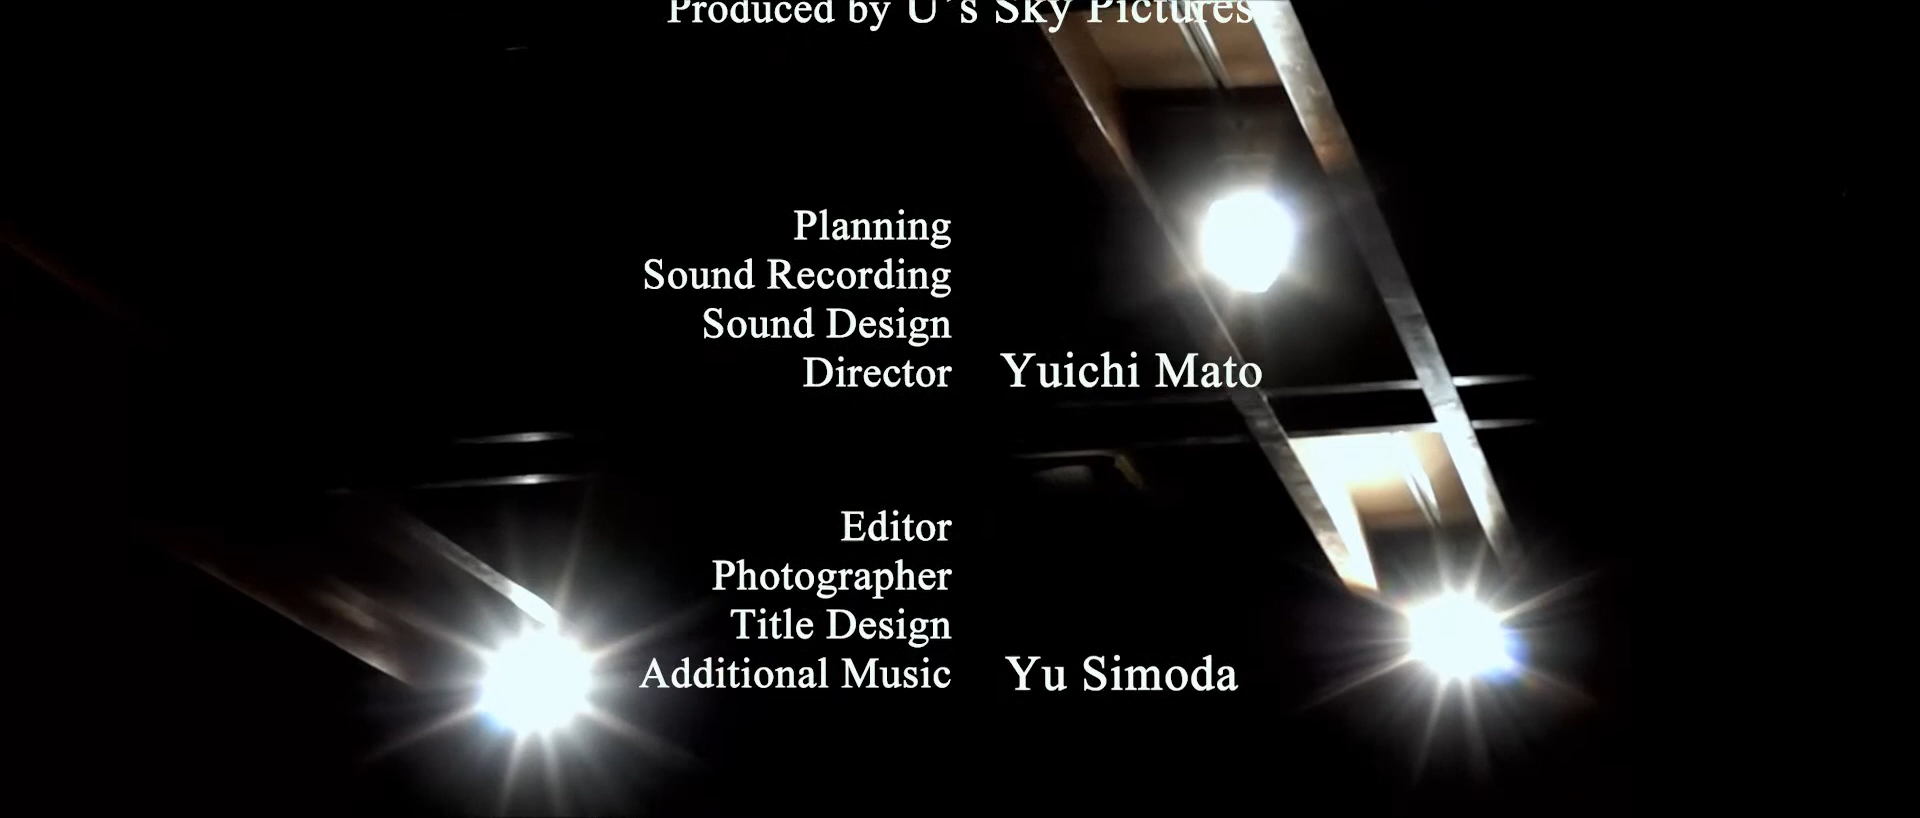 Produced by U's Sky Pictures
Planning
Sound Recording
Sound Design
Director Yuichi Mato
Editor
Photographer
Title Design
Additional Music Yu Simoda